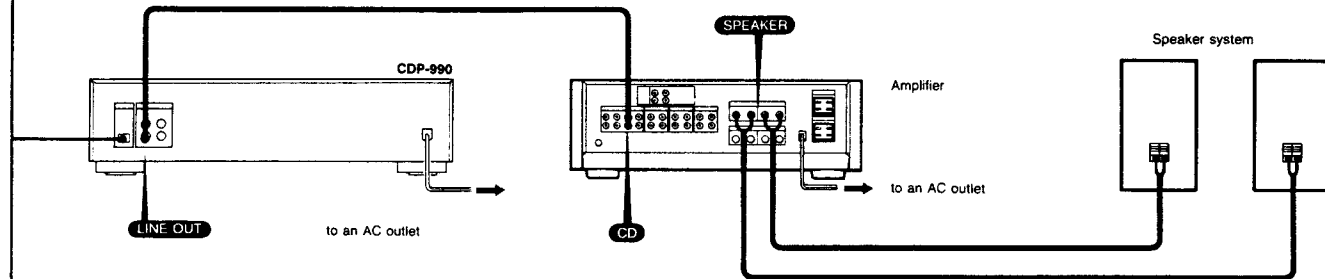 SPEAKER
Speaker system
CDP-990
Amplifier
to an AC outlet
LINE OUT
to an AC outlet
CD